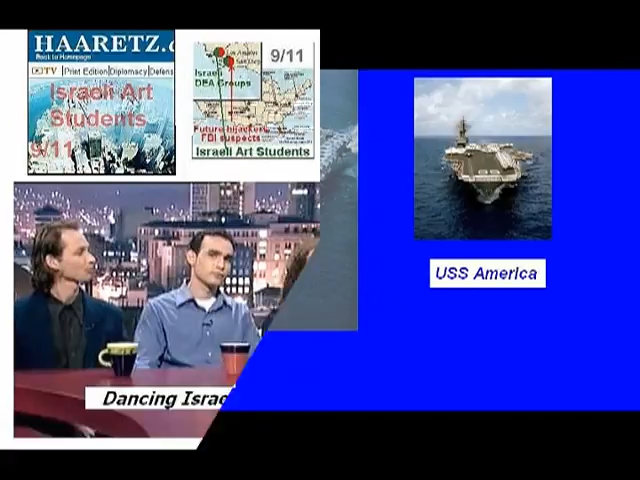 HAARETZ.
Back to Homepage
TV Print Edition Diplomacy Defens
Israeli Art
Students
9/11
9/11
Israeli
DEA Groups
Future hijackers
FBI suspects
Israeli Art Students
USS America
Dancing Israe